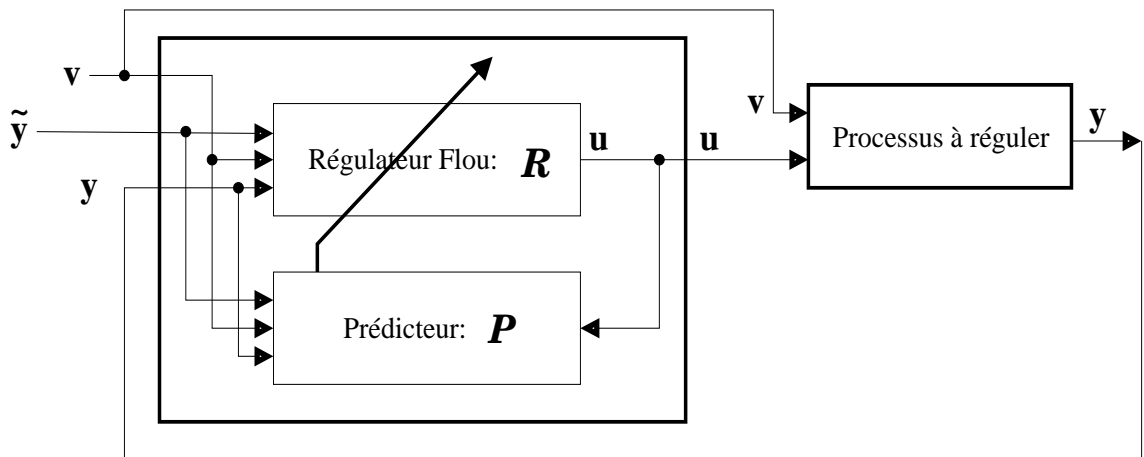 v
ỹ
y
Régulateur Flou: R
u
u
v
Processus à réguler
y
Prédicteur: P